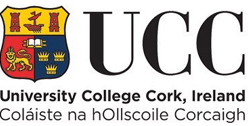 UCC
University College Cork, Ireland
Coláiste na hOllscoile Corcaigh